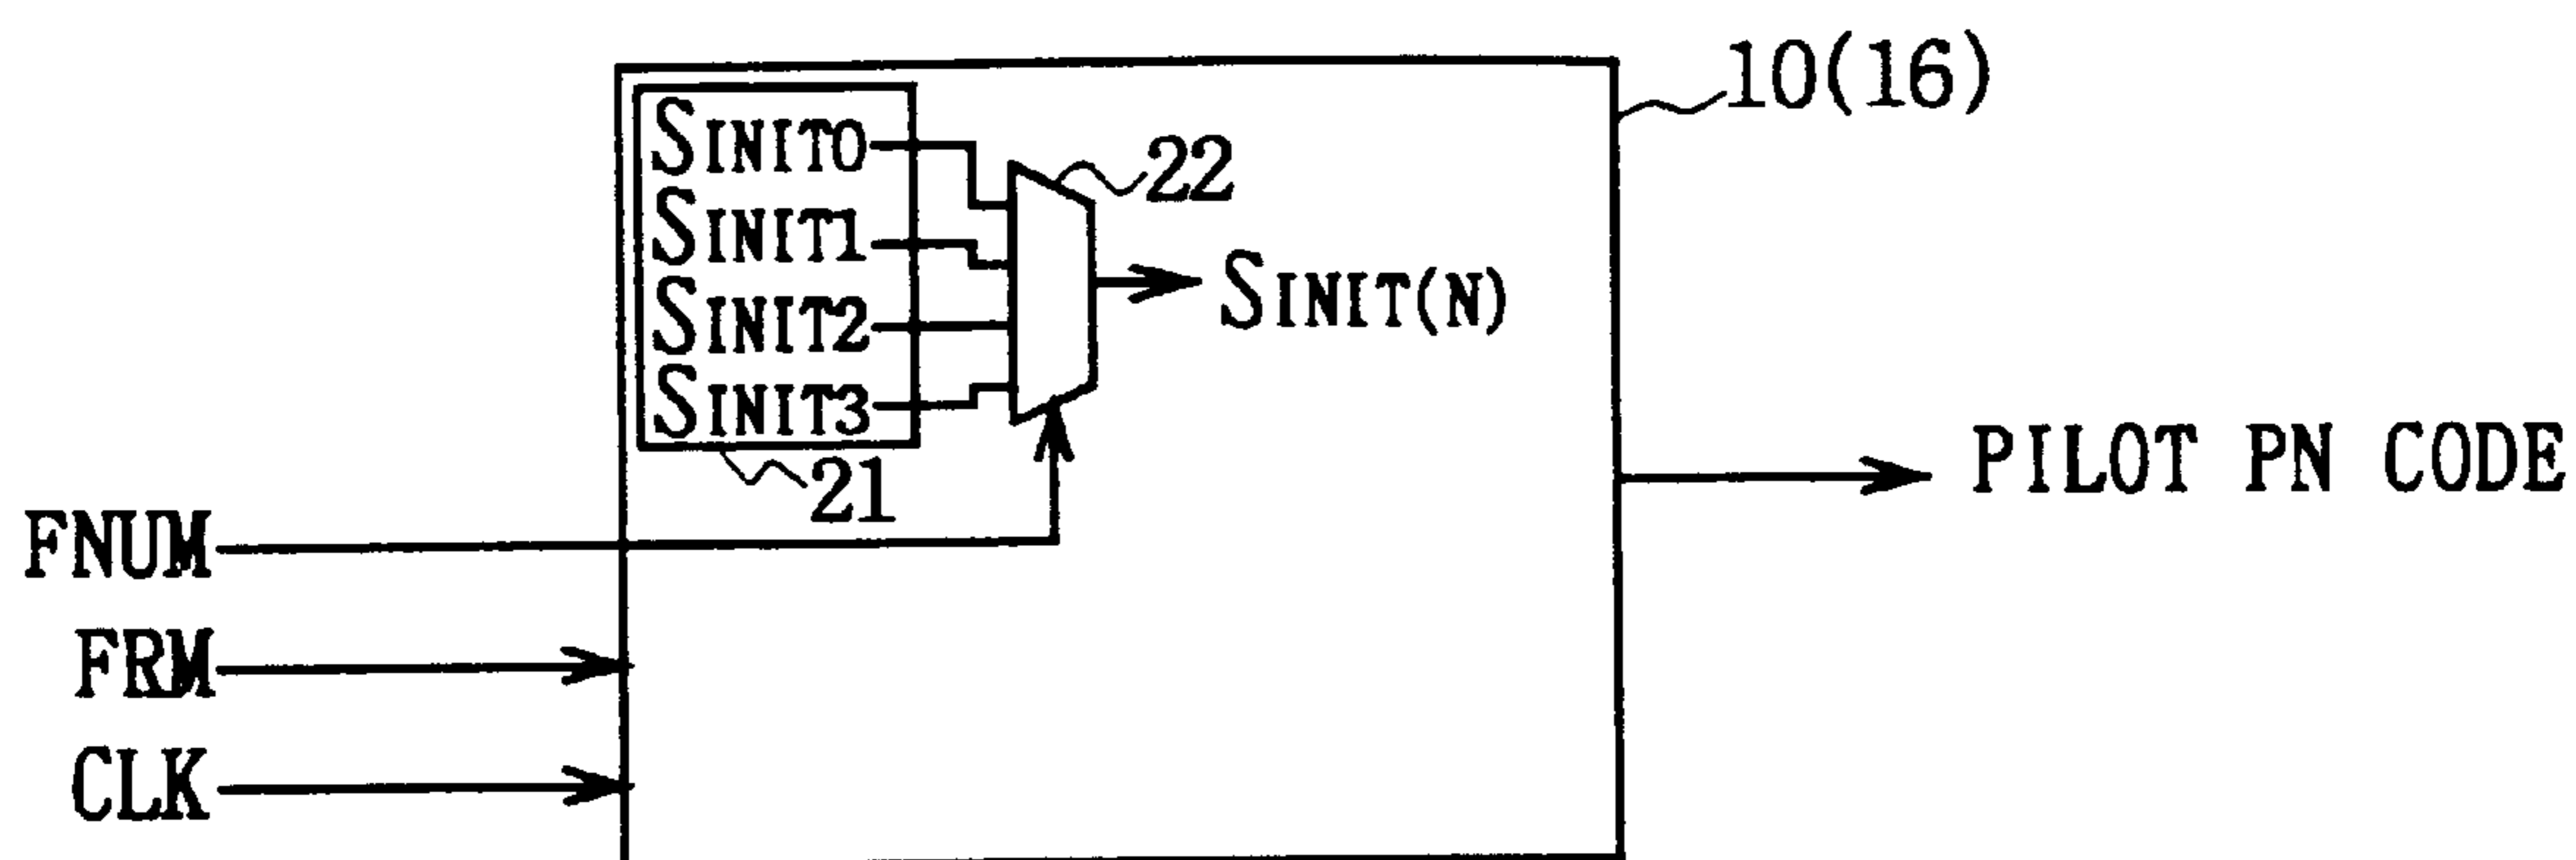 10(16)
SINIT0
22
SINIT1
SINIT(N)
SINIT2
SINIT3
21
PILOT PN CODE
FNUM
FRM
CLK